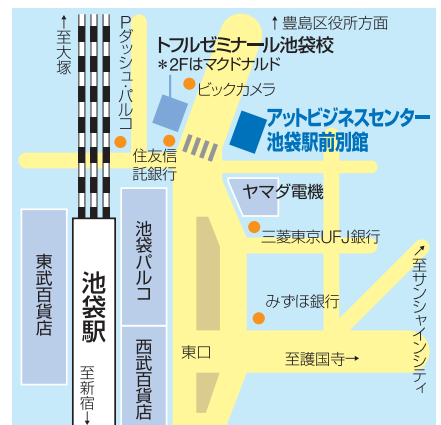 ↑至大塚
Pダッシュ・パルコ
トフルゼミナール池袋校
＊2Fはマクドナルド
↑豊島区役所方面
ビックカメラ
アットビジネスセンター
池袋駅前別館
住友信
託銀行
ヤマダ電機
三菱東京UFJ銀行
池袋パルコ
東武百貨店
池袋駅
至新宿→
西武百貨店
東口
みずほ銀行
至護国寺→
↑至サンシャインシティ